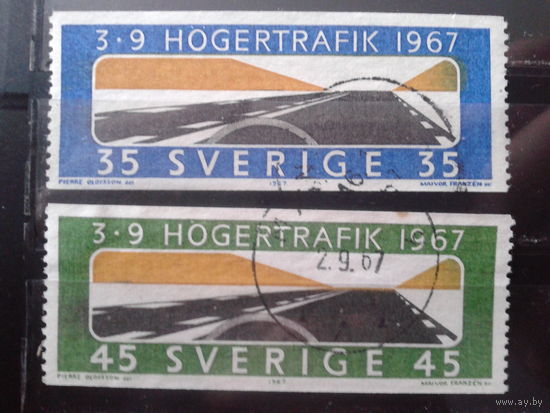 3·9 HÖGERTRAFIK 1967
35 SVERIGE 35
PIERRE OLOFSSON DEL 1967 MAJVOR FRANZÉN SC
3·9 HÖGERTRAFIK 1967
2.9.67
45 SVERIGE 45
PIERRE OLOFSSON DEL 1967 MAJVOR FRANZÉN SC
www.ay.by